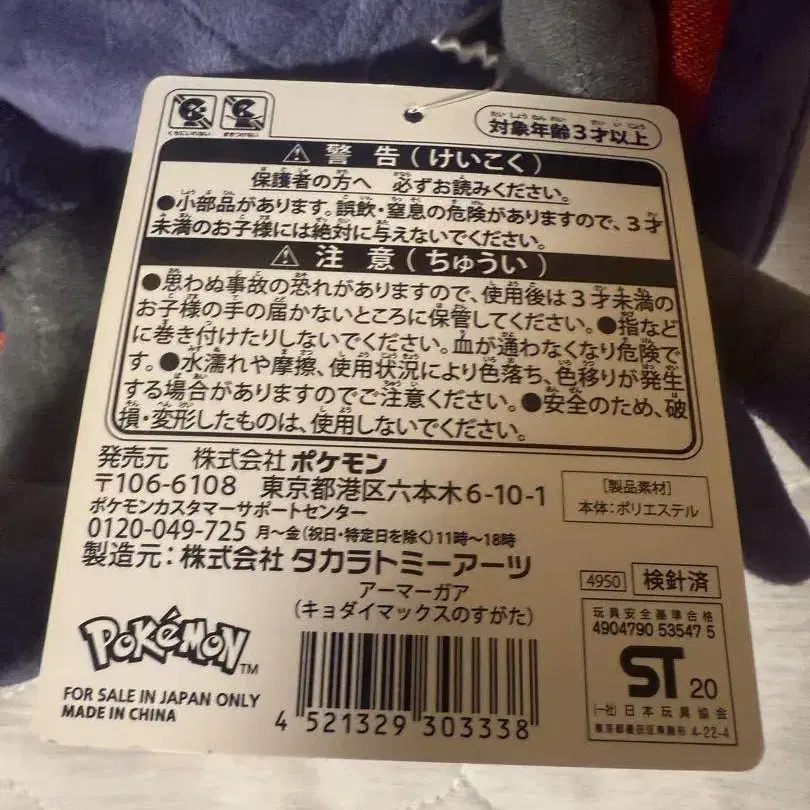 くちにいれない まきつけない
対象年齢3才以上
警告(けいこく)
保護者の方へ 必ずお読みください。
●小部品があります。誤飲・窒息の危険がありますので、3才
未満のお子様には絶対に与えないでください。
注意(ちゅうい)
●思わぬ事故の恐れがありますので、使用後は3才未満の
お子様の手の届かないところに保管してください。●指など
に巻き付けたりしないでください。血が通わなくなり危険で
す。●水濡れや摩擦、使用状況により色落ち、色移りが発生
する場合がありますのでご注意ください。●安全のため、破
損・変形したものは、使用しないでください。
発売元 株式会社ポケモン
〒106-6108 東京都港区六本木6-10-1
ポケモンカスタマーサポートセンター
0120-049-725 月～金(祝日・特定日を除く)11時～18時
製造元:株式会社タカラトミーアーツ
[製品素材]
本体:ポリエステル
アーマーガア
(キョダイマックスのすがた)
4950 検針済
POKéMON™
FOR SALE IN JAPAN ONLY
MADE IN CHINA
4 521329 303338
玩具安全基準合格
4904790 53547 5
ST 20
(一社)日本玩具協会
東京都墨田区東駒形 4-22-4